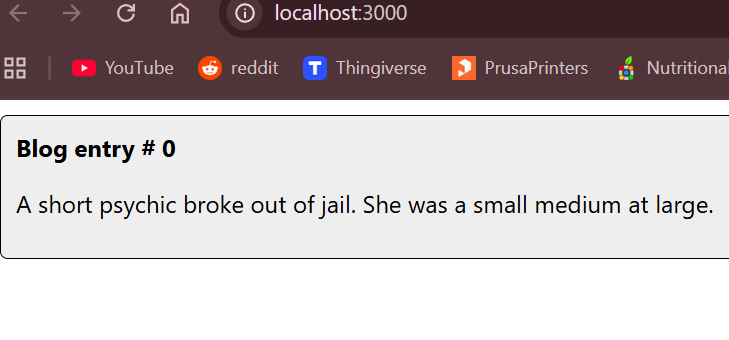 localhost:3000
YouTube reddit Thingiverse PrusaPrinters Nutritional
Blog entry # 0
A short psychic broke out of jail. She was a small medium at large.